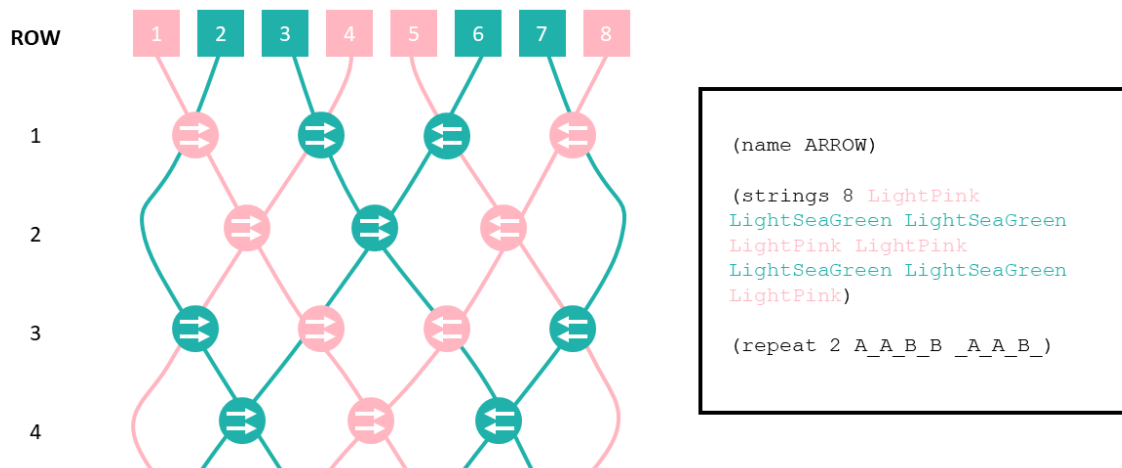 ROW 1 2 3 4 5 6 7 8
1
2
3
4
(name ARROW)
(strings 8 LightPink
LightSeaGreen LightSeaGreen
LightPink LightPink
LightSeaGreen LightSeaGreen
LightPink)
(repeat 2 A_A_B_B _A_A_B_)